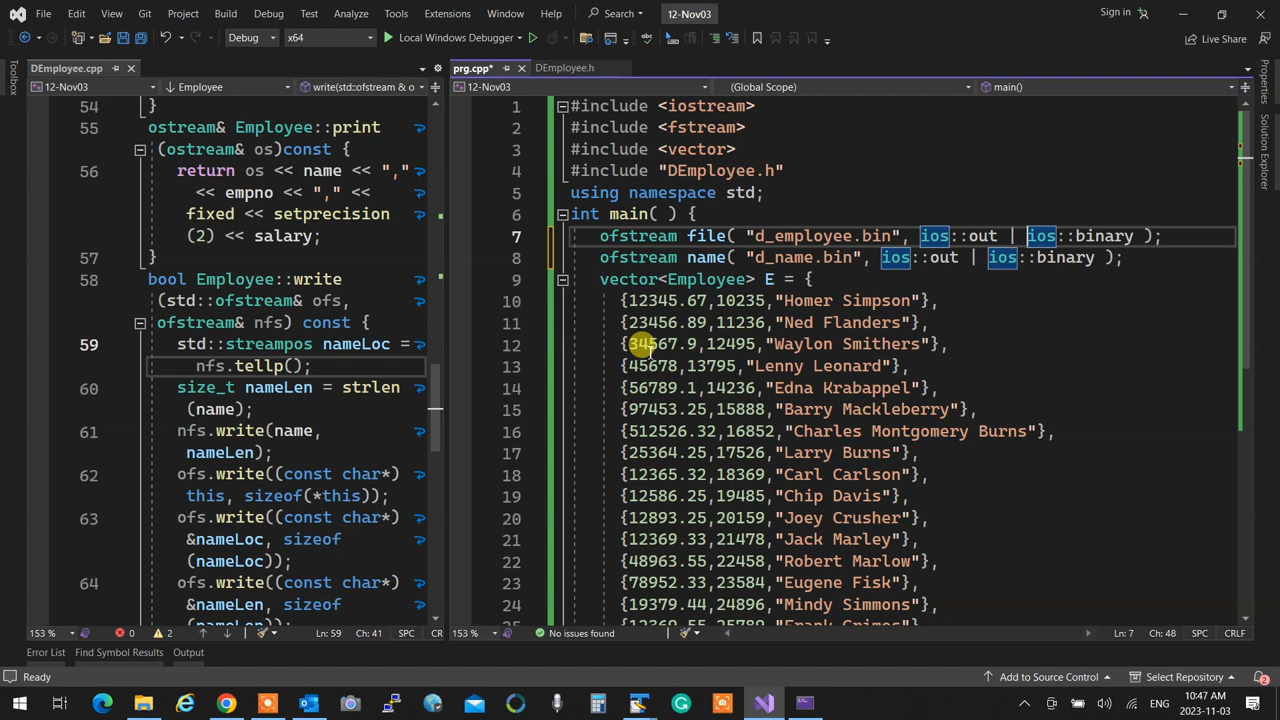 File Edit View Git Project Build Debug Test Analyze Tools Extensions Window Help Search 12-Nov03 Sign in
Debug x64 Local Windows Debugger Live Share
DEmployee.cpp prg.cpp* DEmployee.h
12-Nov03 Employee write(std::ofstream & o 12-Nov03 (Global Scope) main()
Toolbox
Properties
Solution Explorer
54 }
55 ostream& Employee::print
(ostream& os)const {
56 return os << name << ","
<< empno << "," <<
fixed << setprecision
(2) << salary;
57 }
58 bool Employee::write
(std::ofstream& ofs,
ofstream& nfs) const {
59 std::streampos nameLoc =
nfs.tellp();
60 size_t nameLen = strlen
(name);
61 nfs.write(name,
nameLen);
62 ofs.write((const char*)
this, sizeof(*this));
63 ofs.write((const char*)
&nameLoc, sizeof
(nameLoc));
64 ofs.write((const char*)
&nameLen, sizeof
(nameLen));
1 #include <iostream>
2 #include <fstream>
3 #include <vector>
4 #include "DEmployee.h"
5 using namespace std;
6 int main( ) {
7 ofstream file( "d_employee.bin", ios::out | ios::binary );
8 ofstream name( "d_name.bin", ios::out | ios::binary );
9 vector<Employee> E = {
10 {12345.67,10235,"Homer Simpson"},
11 {23456.89,11236,"Ned Flanders"},
12 {34567.9,12495,"Waylon Smithers"},
13 {45678,13795,"Lenny Leonard"},
14 {56789.1,14236,"Edna Krabappel"},
15 {97453.25,15888,"Barry Mackleberry"},
16 {512526.32,16852,"Charles Montgomery Burns"},
17 {25364.25,17526,"Larry Burns"},
18 {12365.32,18369,"Carl Carlson"},
19 {12586.25,19485,"Chip Davis"},
20 {12893.25,20159,"Joey Crusher"},
21 {12369.33,21478,"Jack Marley"},
22 {48963.55,22458,"Robert Marlow"},
23 {78952.33,23584,"Eugene Fisk"},
24 {19379.44,24896,"Mindy Simmons"},
153 % 0 2 Ln: 59 Ch: 41 SPC CR 153 % No issues found Ln: 7 Ch: 48 SPC CRLF
Error List Find Symbol Results Output
Ready Add to Source Control Select Repository 2
ENG 10:47 AM
2023-11-03